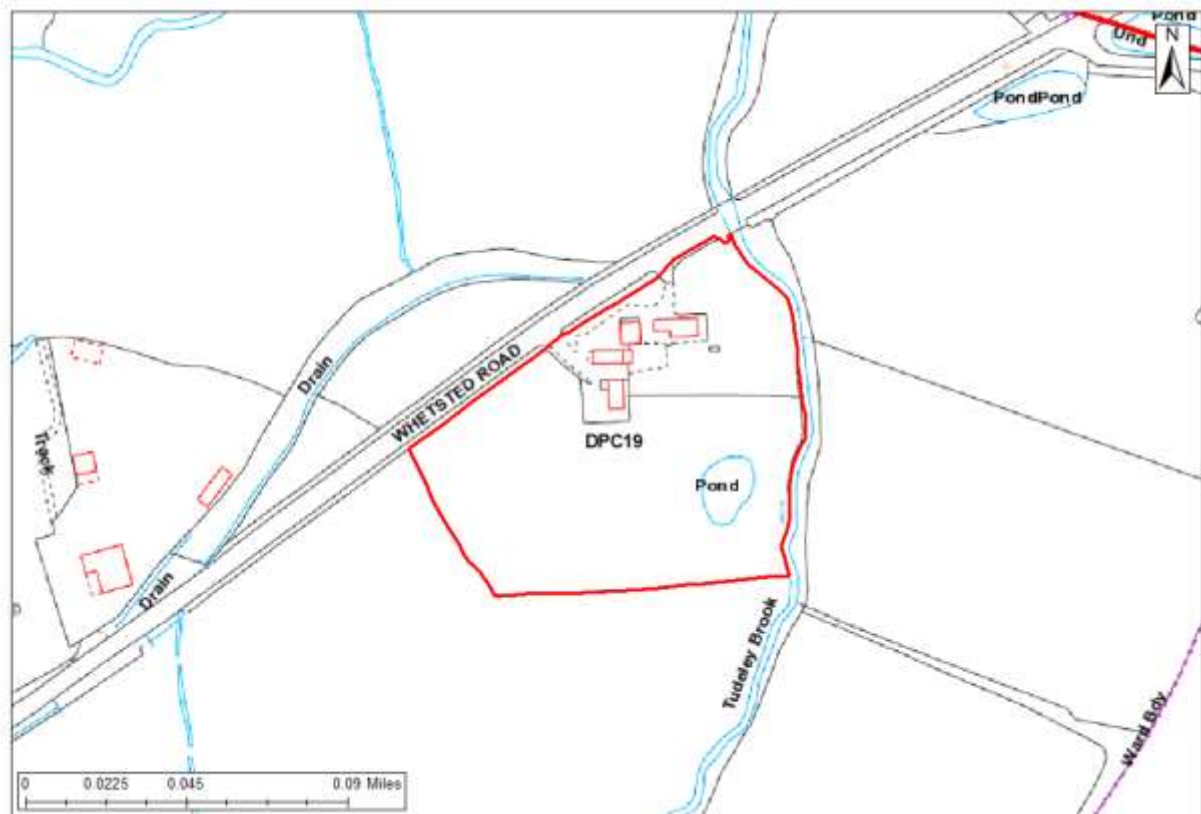 Pond
Und
N
PondPond
Drain
WHETSTED ROAD
Track
DPC19
Pond
Drain
Tudeley Brook
Ward Bdy
0 0.0225 0.045 0.09 Miles